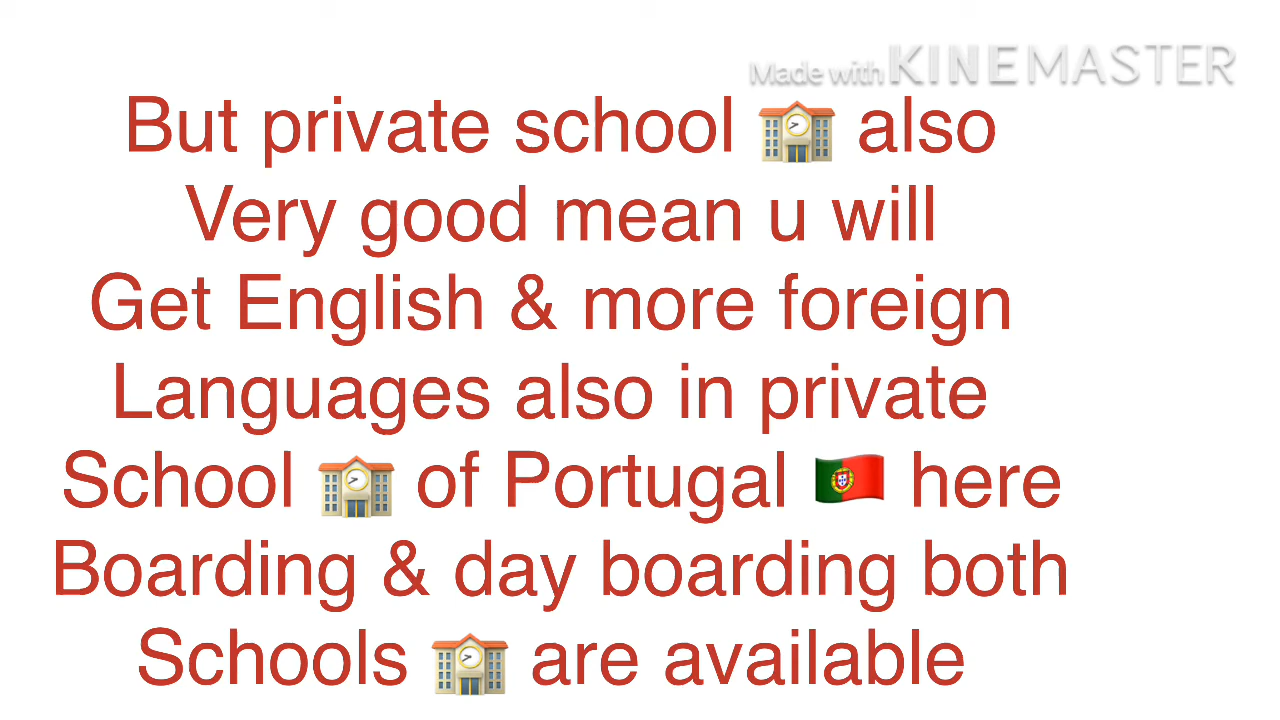 Made with KINEMASTER
But private school 🏫 also
Very good mean u will
Get English & more foreign
Languages also in private
School 🏫 of Portugal 🇵🇹 here
Boarding & day boarding both
Schools 🏫 are available